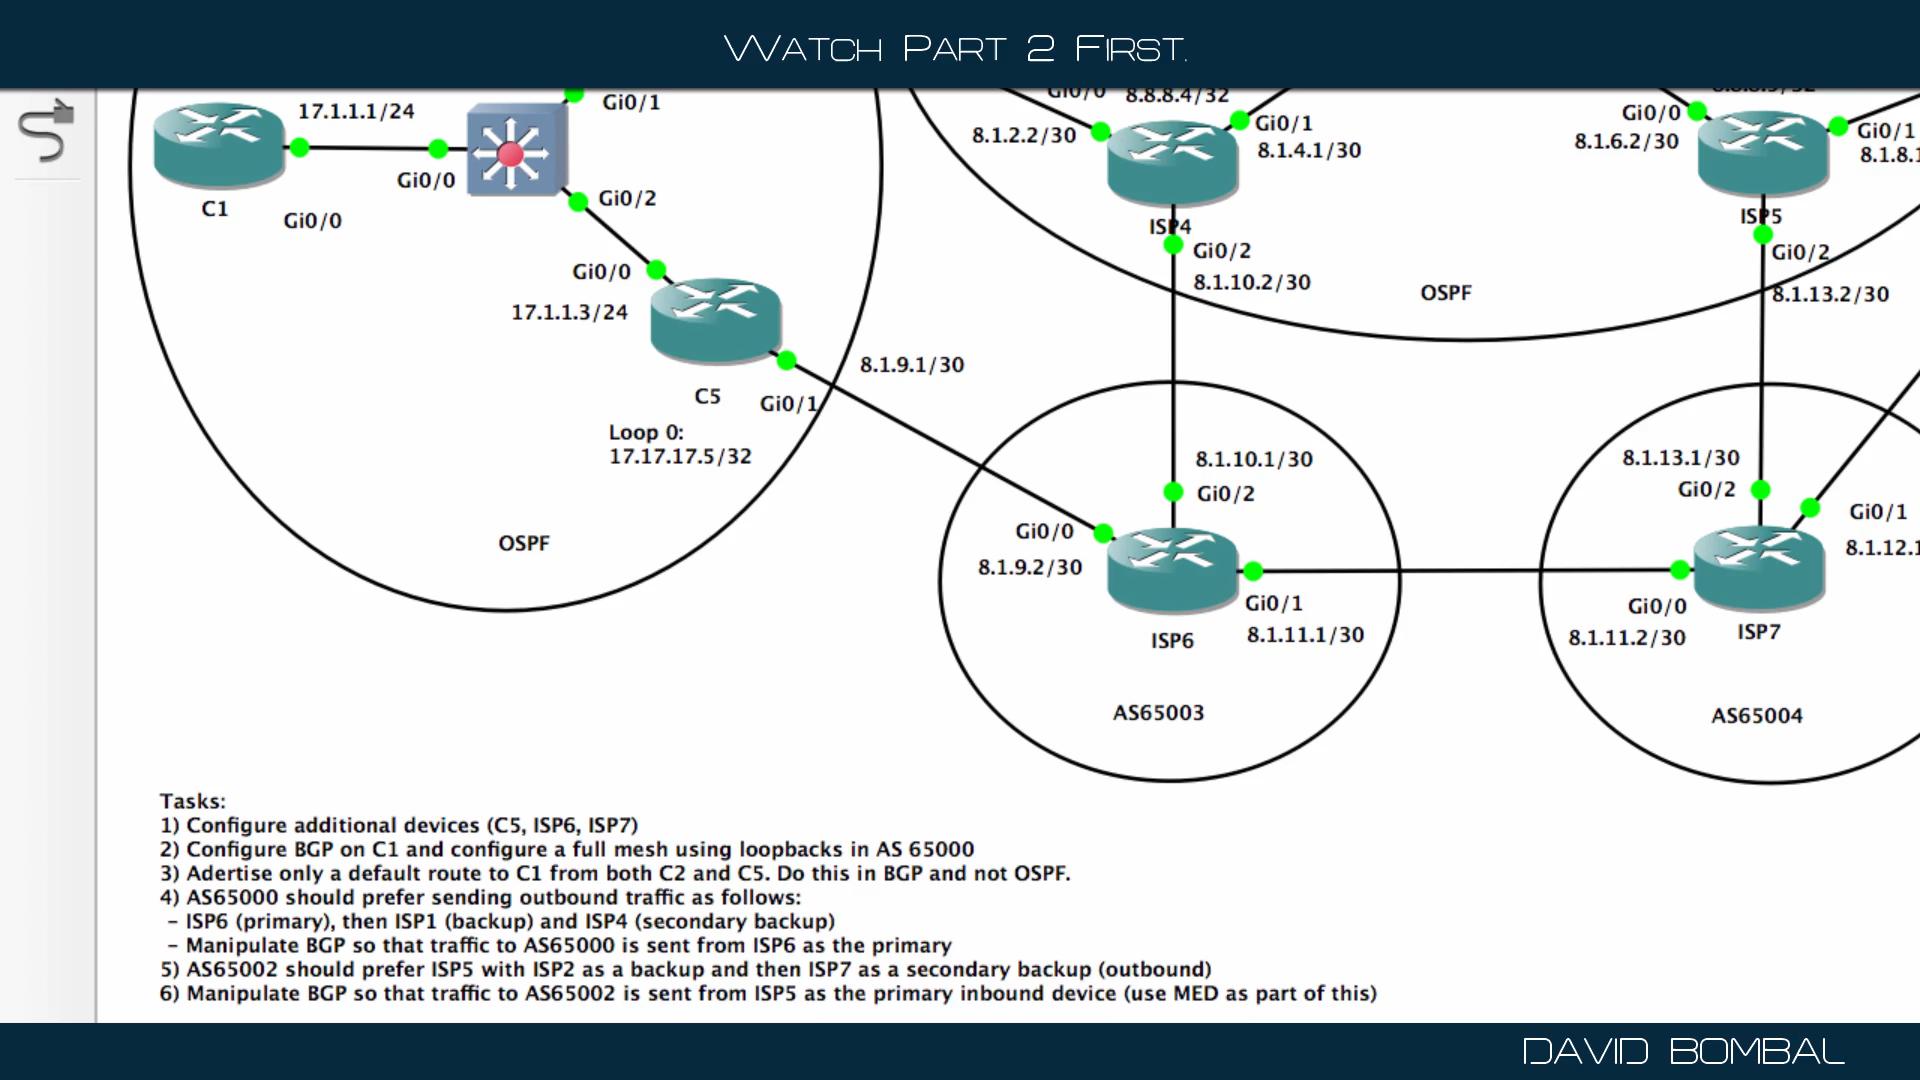 WATCH PART 2 FIRST.
17.1.1.1/24
Gi0/1
Gi0/0
C1
Gi0/0
Gi0/2
Gi0/0
17.1.1.3/24
C5
Gi0/1
8.1.9.1/30
Loop 0:
17.17.17.5/32
OSPF
Gi0/0
8.8.8.4/32
8.1.2.2/30
Gi0/1
8.1.4.1/30
ISP4
Gi0/2
8.1.10.2/30
OSPF
Gi0/0
8.1.6.2/30
Gi0/1
8.1.8.1
ISP5
Gi0/2
8.1.13.2/30
8.1.10.1/30
Gi0/2
Gi0/0
8.1.9.2/30
Gi0/1
8.1.11.1/30
ISP6
AS65003
8.1.13.1/30
Gi0/2
Gi0/1
8.1.12.1
Gi0/0
8.1.11.2/30
ISP7
AS65004
Tasks:
1) Configure additional devices (C5, ISP6, ISP7)
2) Configure BGP on C1 and configure a full mesh using loopbacks in AS 65000
3) Adertise only a default route to C1 from both C2 and C5. Do this in BGP and not OSPF.
4) AS65000 should prefer sending outbound traffic as follows:
- ISP6 (primary), then ISP1 (backup) and ISP4 (secondary backup)
- Manipulate BGP so that traffic to AS65000 is sent from ISP6 as the primary
5) AS65002 should prefer ISP5 with ISP2 as a backup and then ISP7 as a secondary backup (outbound)
6) Manipulate BGP so that traffic to AS65002 is sent from ISP5 as the primary inbound device (use MED as part of this)
DAVID BOMBAL